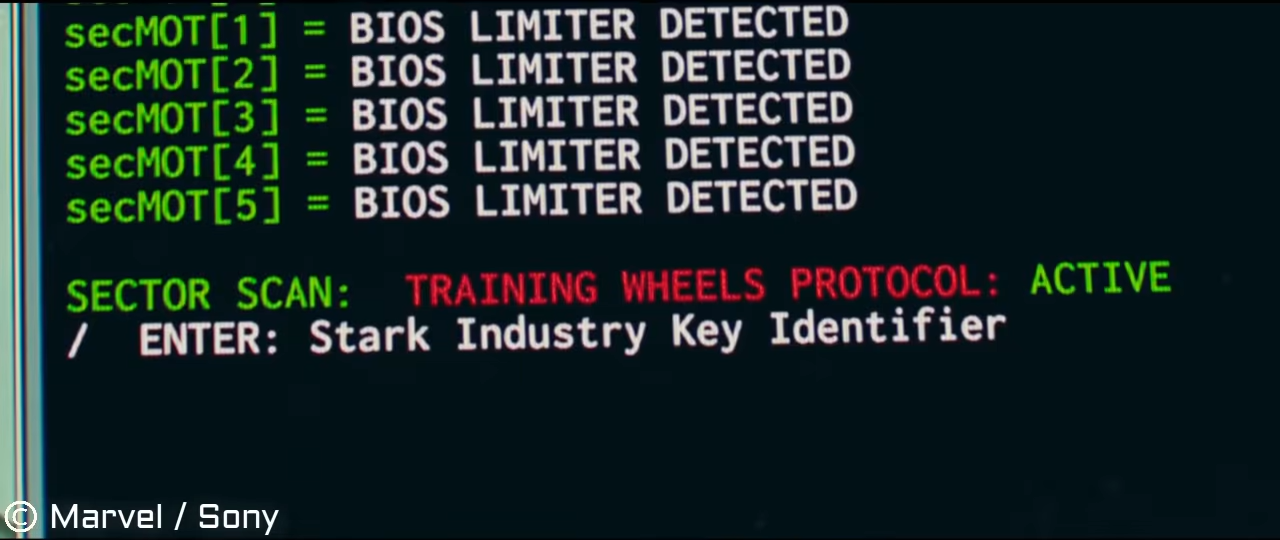 secMOT[1] = BIOS LIMITER DETECTED
secMOT[2] = BIOS LIMITER DETECTED
secMOT[3] = BIOS LIMITER DETECTED
secMOT[4] = BIOS LIMITER DETECTED
secMOT[5] = BIOS LIMITER DETECTED
SECTOR SCAN: TRAINING WHEELS PROTOCOL: ACTIVE
/ ENTER: Stark Industry Key Identifier
© Marvel / Sony